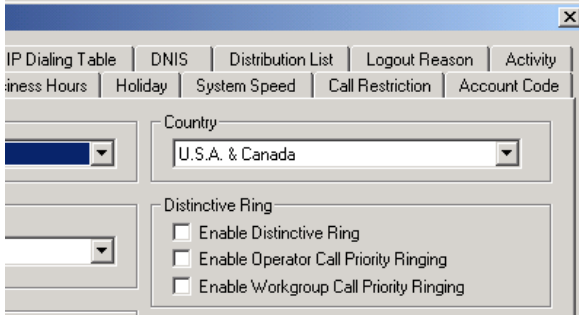 IP Dialing Table DNIS Distribution List Logout Reason Activity
Hours Holiday System Speed Call Restriction Account Code
Country
U.S.A. & Canada
Distinctive Ring
Enable Distinctive Ring
Enable Operator Call Priority Ringing
Enable Workgroup Call Priority Ringing